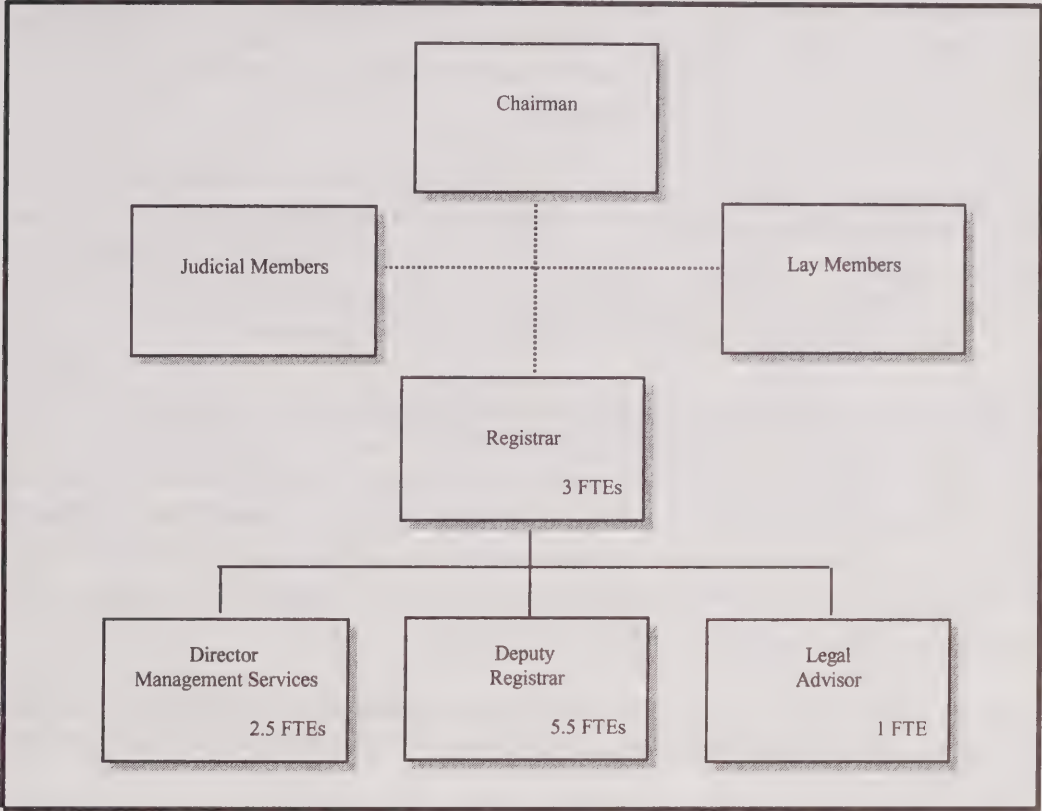 Chairman
Judicial Members
Lay Members
Registrar
3 FTEs
Director
Management Services
2.5 FTEs
Deputy
Registrar
5.5 FTEs
Legal
Advisor
1 FTE